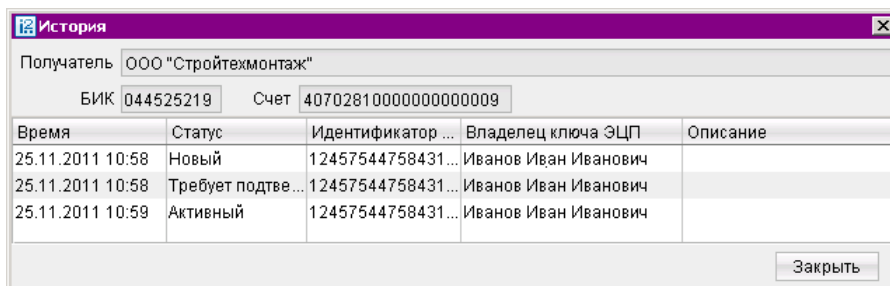 История
Получатель ООО "Стройтехмонтаж"
БИК 044525219 Счет 40702810000000000009
Время Статус Идентификатор ... Владелец ключа ЭЦП Описание
25.11.2011 10:58 Новый 12457544758431... Иванов Иван Иванович
25.11.2011 10:58 Требует подтве... 12457544758431... Иванов Иван Иванович
25.11.2011 10:59 Активный 12457544758431... Иванов Иван Иванович
Закрыть